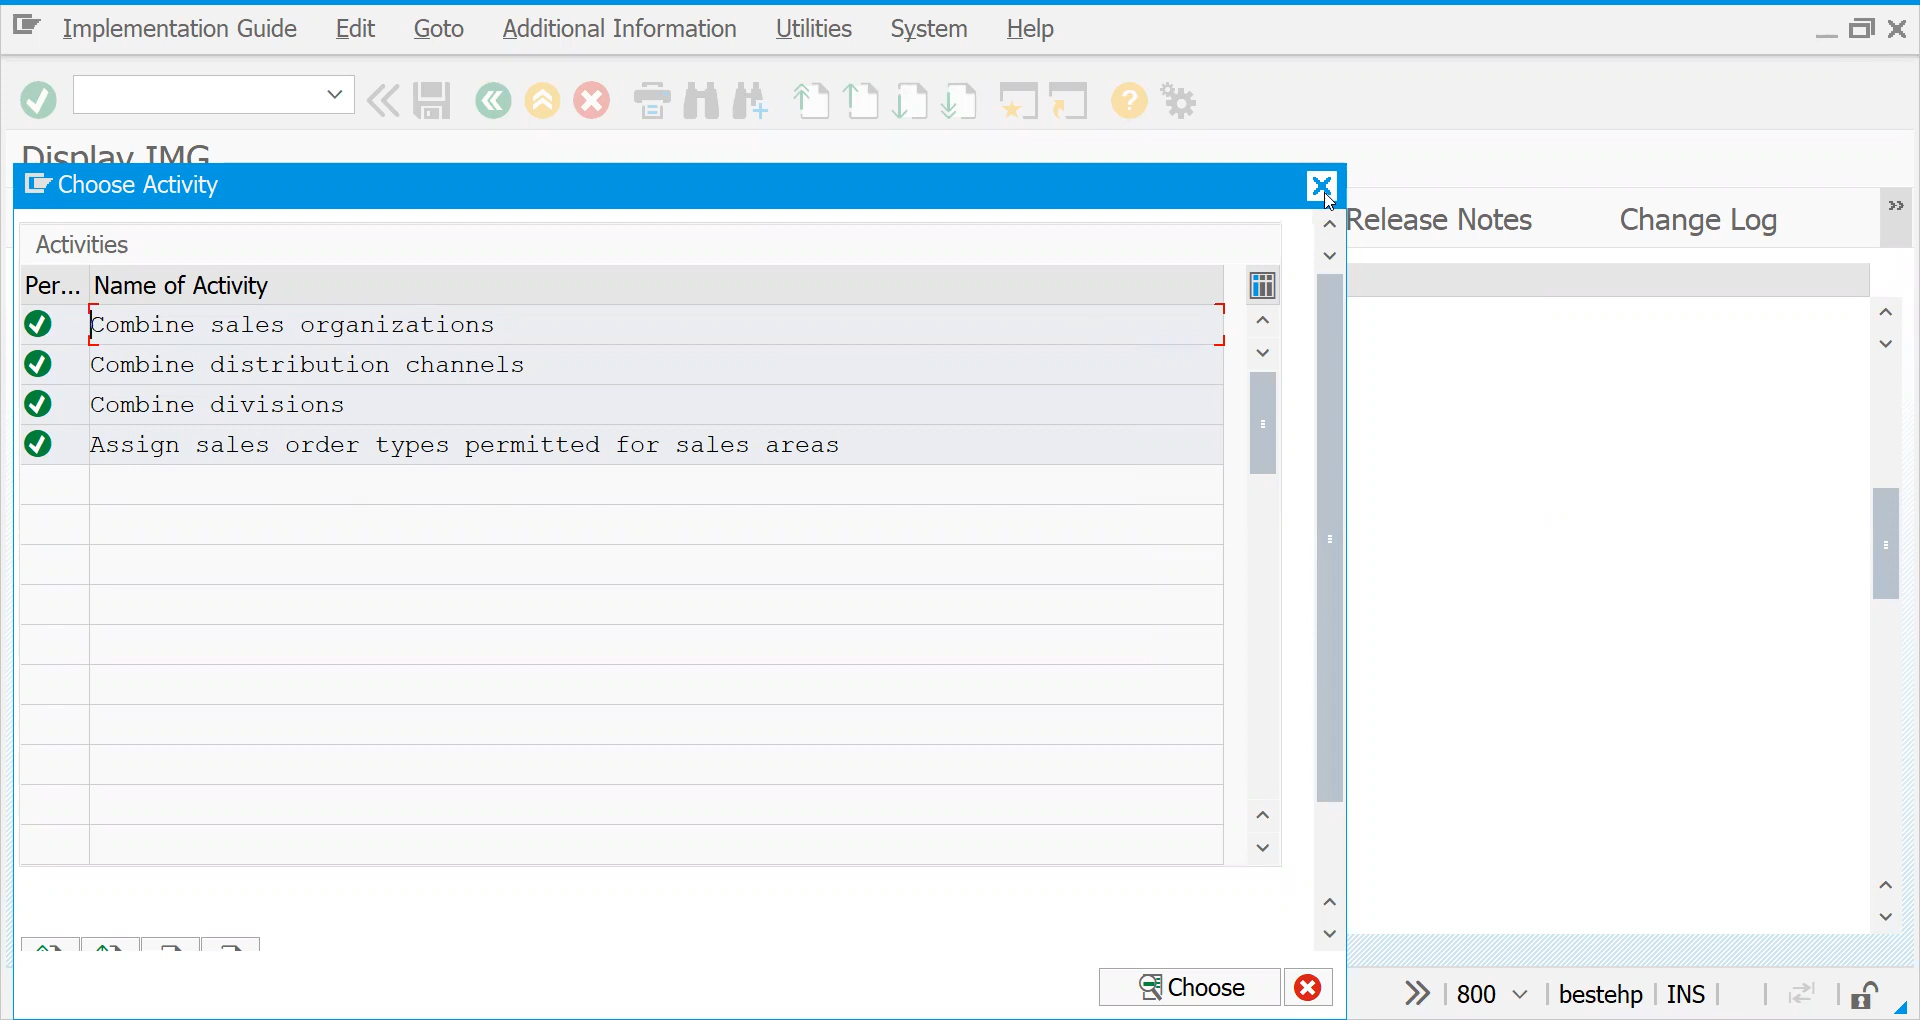 Implementation Guide Edit Goto Additional Information Utilities System Help
Display IMG
Choose Activity
Release Notes Change Log
Activities
Per... Name of Activity
Combine sales organizations
Combine distribution channels
Combine divisions
Assign sales order types permitted for sales areas
Choose
800 bestehp INS